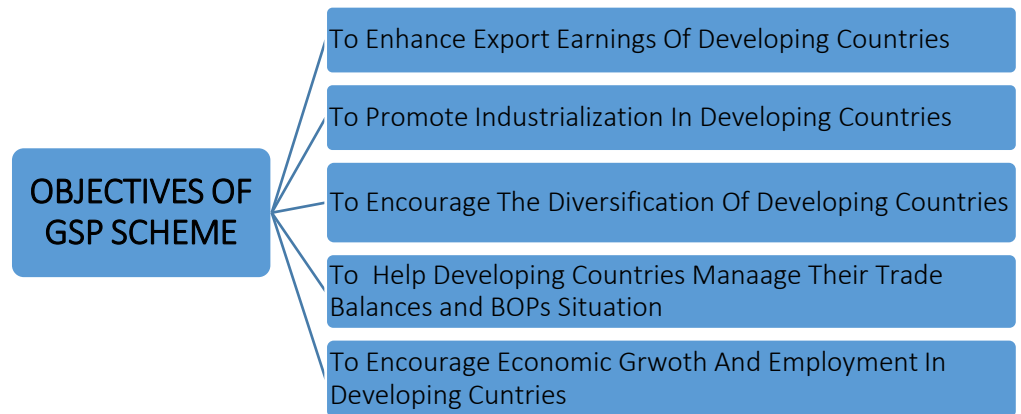 OBJECTIVES OF
GSP SCHEME
To Enhance Export Earnings Of Developing Countries
To Promote Industrialization In Developing Countries
To Encourage The Diversification Of Developing Countries
To  Help Developing Countries Manaage Their Trade
Balances and BOPs Situation
To Encourage Economic Grwoth And Employment In
Developing Cuntries